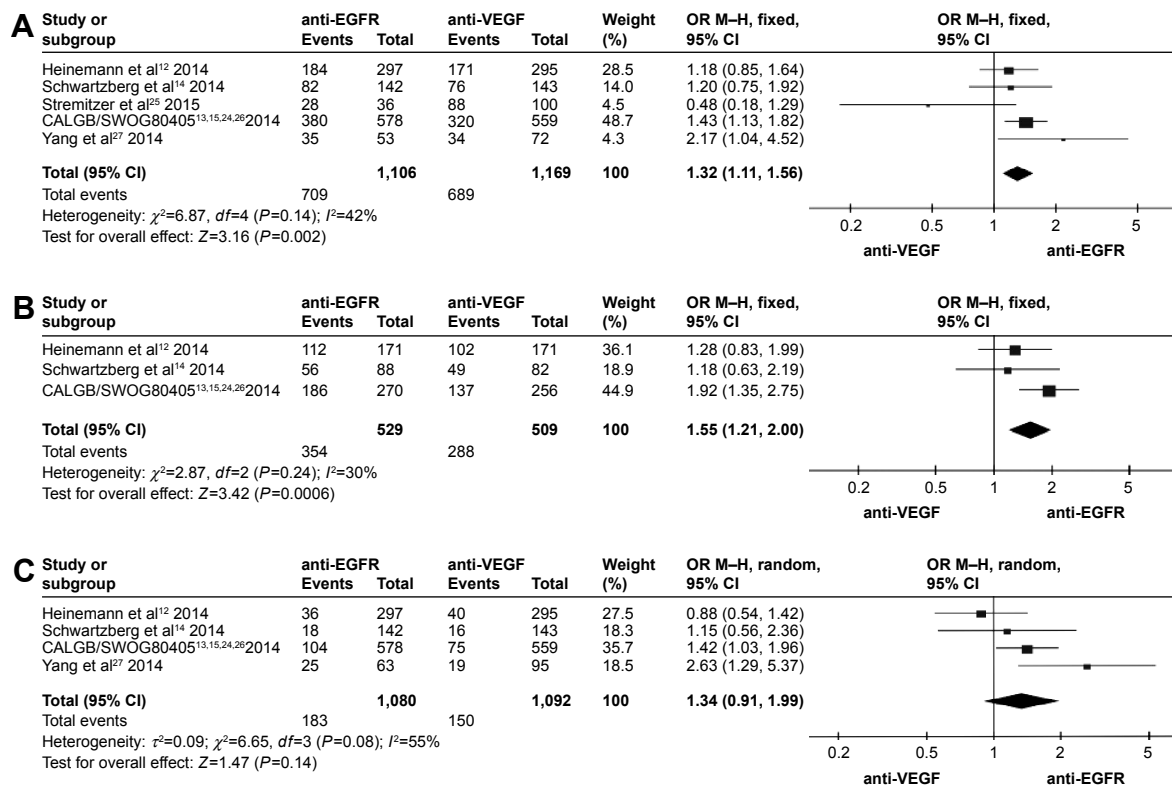 A
Study or anti-EGFR anti-VEGF Weight OR M–H, fixed, OR M–H, fixed,
subgroup Events Total Events Total (%) 95% CI 95% CI
Heinemann et al12 2014 184 297 171 295 28.5 1.18 (0.85, 1.64)
Schwartzberg et al14 2014 82 142 76 143 14.0 1.20 (0.75, 1.92)
Stremitzer et al25 2015 28 36 88 100 4.5 0.48 (0.18, 1.29)
CALGB/SWOG8040513,15,24,262014 380 578 320 559 48.7 1.43 (1.13, 1.82)
Yang et al27 2014 35 53 34 72 4.3 2.17 (1.04, 4.52)
Total (95% CI) 1,106 1,169 100 1.32 (1.11, 1.56)
Total events 709 689
Heterogeneity: χ2=6.87, df=4 (P=0.14); I2=42%
Test for overall effect: Z=3.16 (P=0.002)
0.2 0.5 1 2 5
anti-VEGF anti-EGFR
B
Study or anti-EGFR anti-VEGF Weight OR M–H, fixed, OR M–H, fixed,
subgroup Events Total Events Total (%) 95% CI 95% CI
Heinemann et al12 2014 112 171 102 171 36.1 1.28 (0.83, 1.99)
Schwartzberg et al14 2014 56 88 49 82 18.9 1.18 (0.63, 2.19)
CALGB/SWOG8040513,15,24,262014 186 270 137 256 44.9 1.92 (1.35, 2.75)
Total (95% CI) 529 509 100 1.55 (1.21, 2.00)
Total events 354 288
Heterogeneity: χ2=2.87, df=2 (P=0.24); I2=30%
Test for overall effect: Z=3.42 (P=0.0006)
0.2 0.5 1 2 5
anti-VEGF anti-EGFR
C
Study or anti-EGFR anti-VEGF Weight OR M–H, random, OR M–H, random,
subgroup Events Total Events Total (%) 95% CI 95% CI
Heinemann et al12 2014 36 297 40 295 27.5 0.88 (0.54, 1.42)
Schwartzberg et al14 2014 18 142 16 143 18.3 1.15 (0.56, 2.36)
CALGB/SWOG8040513,15,24,262014 104 578 75 559 35.7 1.42 (1.03, 1.96)
Yang et al27 2014 25 63 19 95 18.5 2.63 (1.29, 5.37)
Total (95% CI) 1,080 1,092 100 1.34 (0.91, 1.99)
Total events 183 150
Heterogeneity: τ2=0.09; χ2=6.65, df=3 (P=0.08); I2=55%
Test for overall effect: Z=1.47 (P=0.14)
0.2 0.5 1 2 5
anti-VEGF anti-EGFR